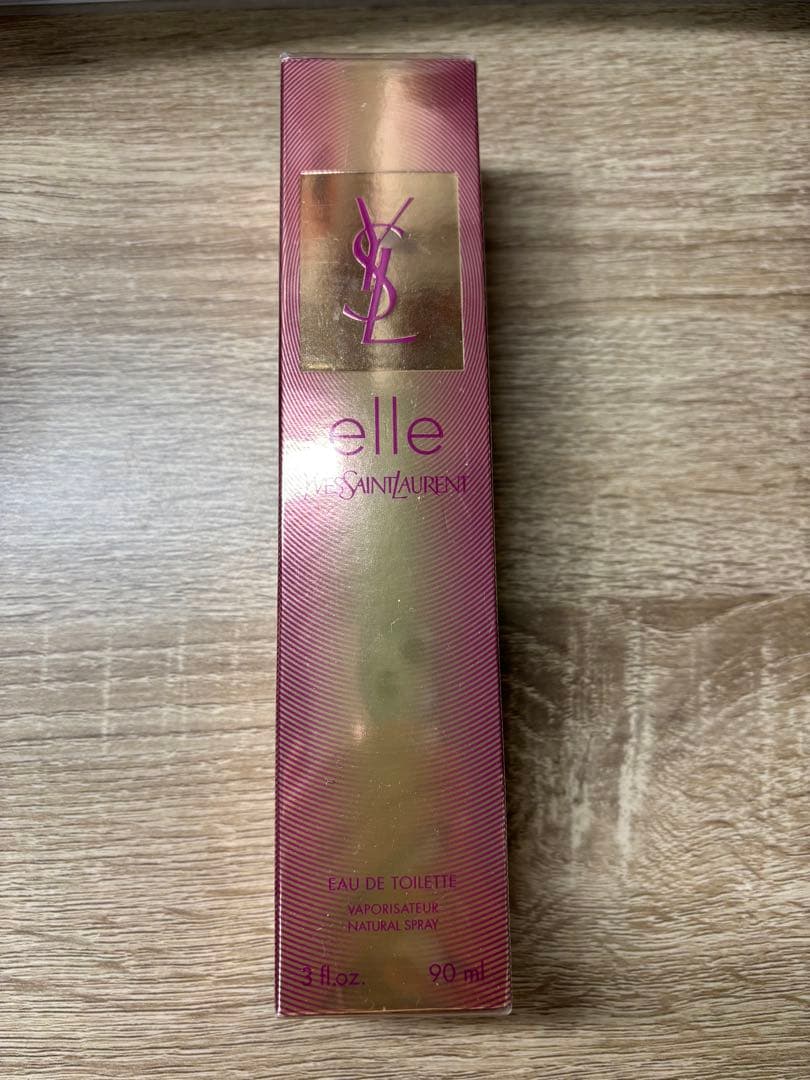 YSL
elle
YVESSAINTLAURENT
EAU DE TOILETTE
VAPORISATEUR
NATURAL SPRAY
3 fl.oz. 90 ml